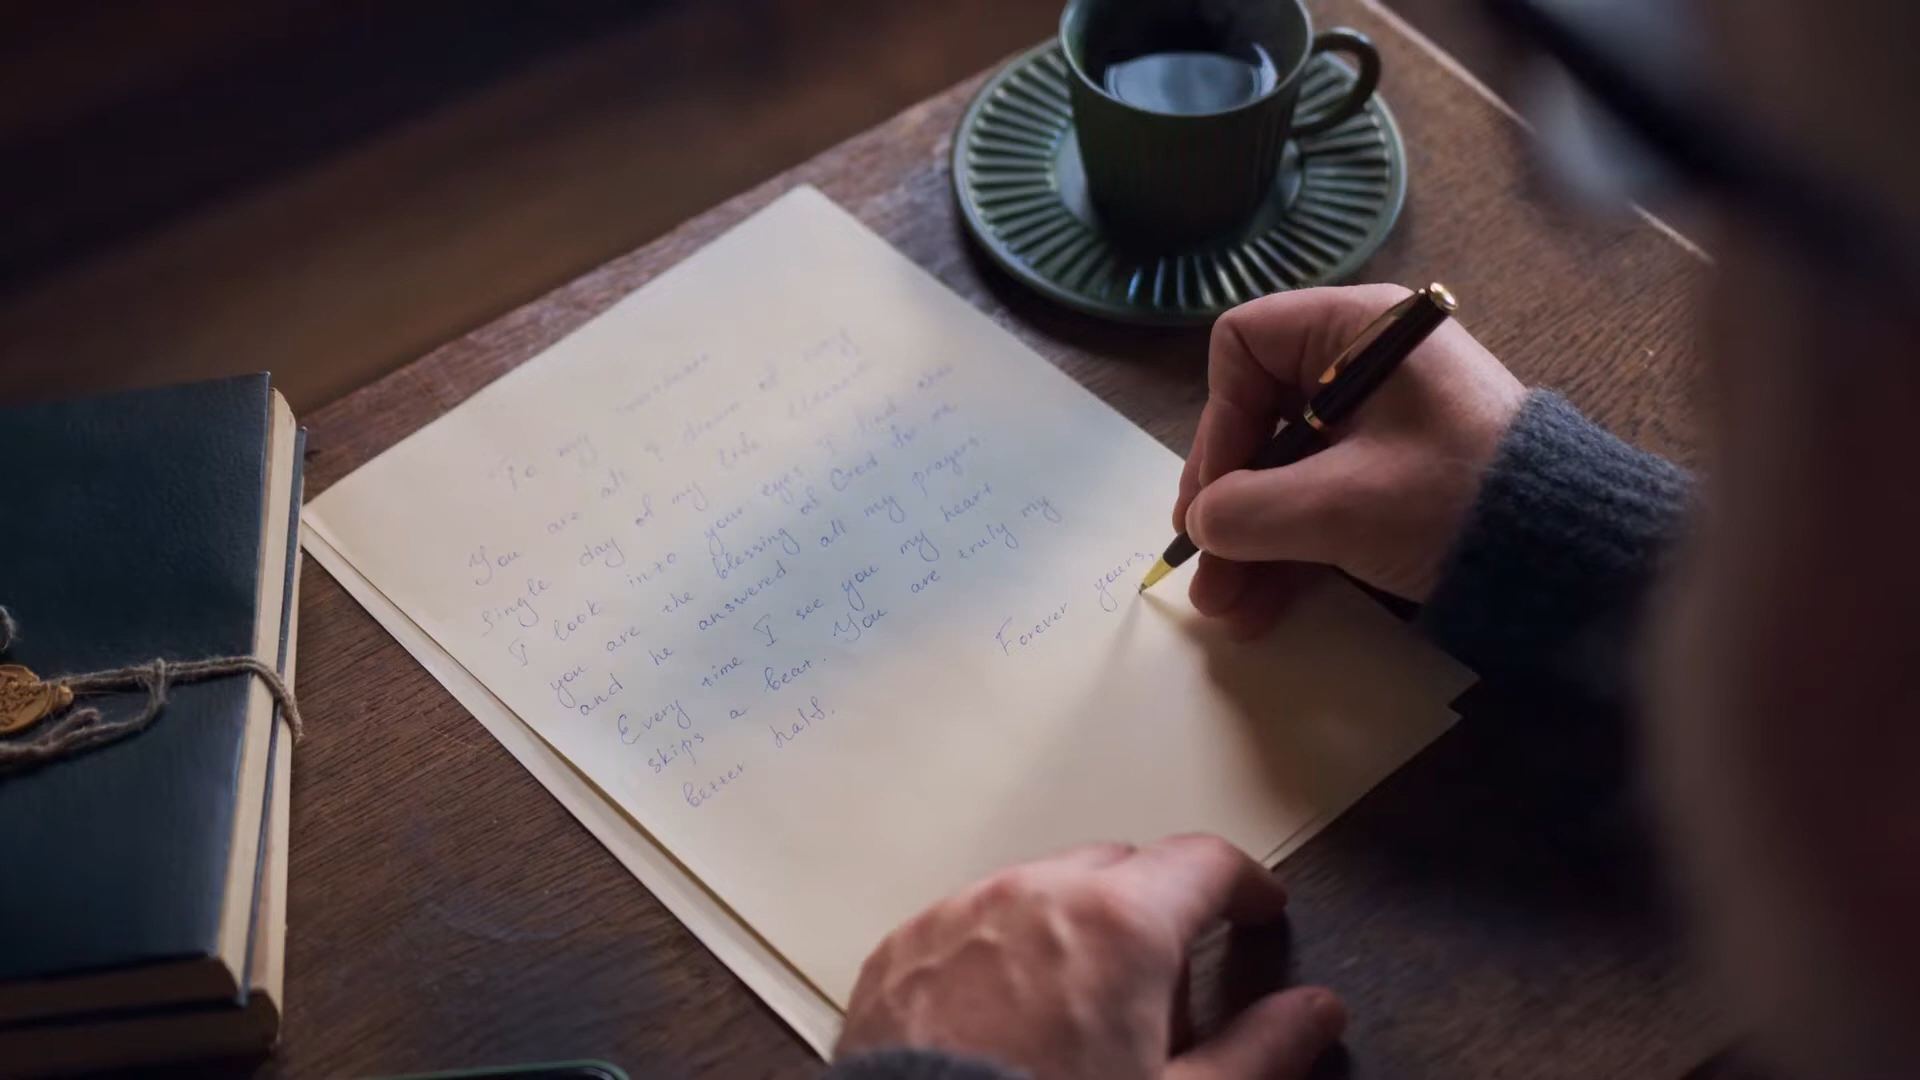 To my
You are all I dream of every
Single day of my life. Eternity
I look into your eyes I find
you are the blessing of God to me
and he answered all my prayers.
Every time I see you my heart
skips a beat. You are truly my
better half.
Forever yours,